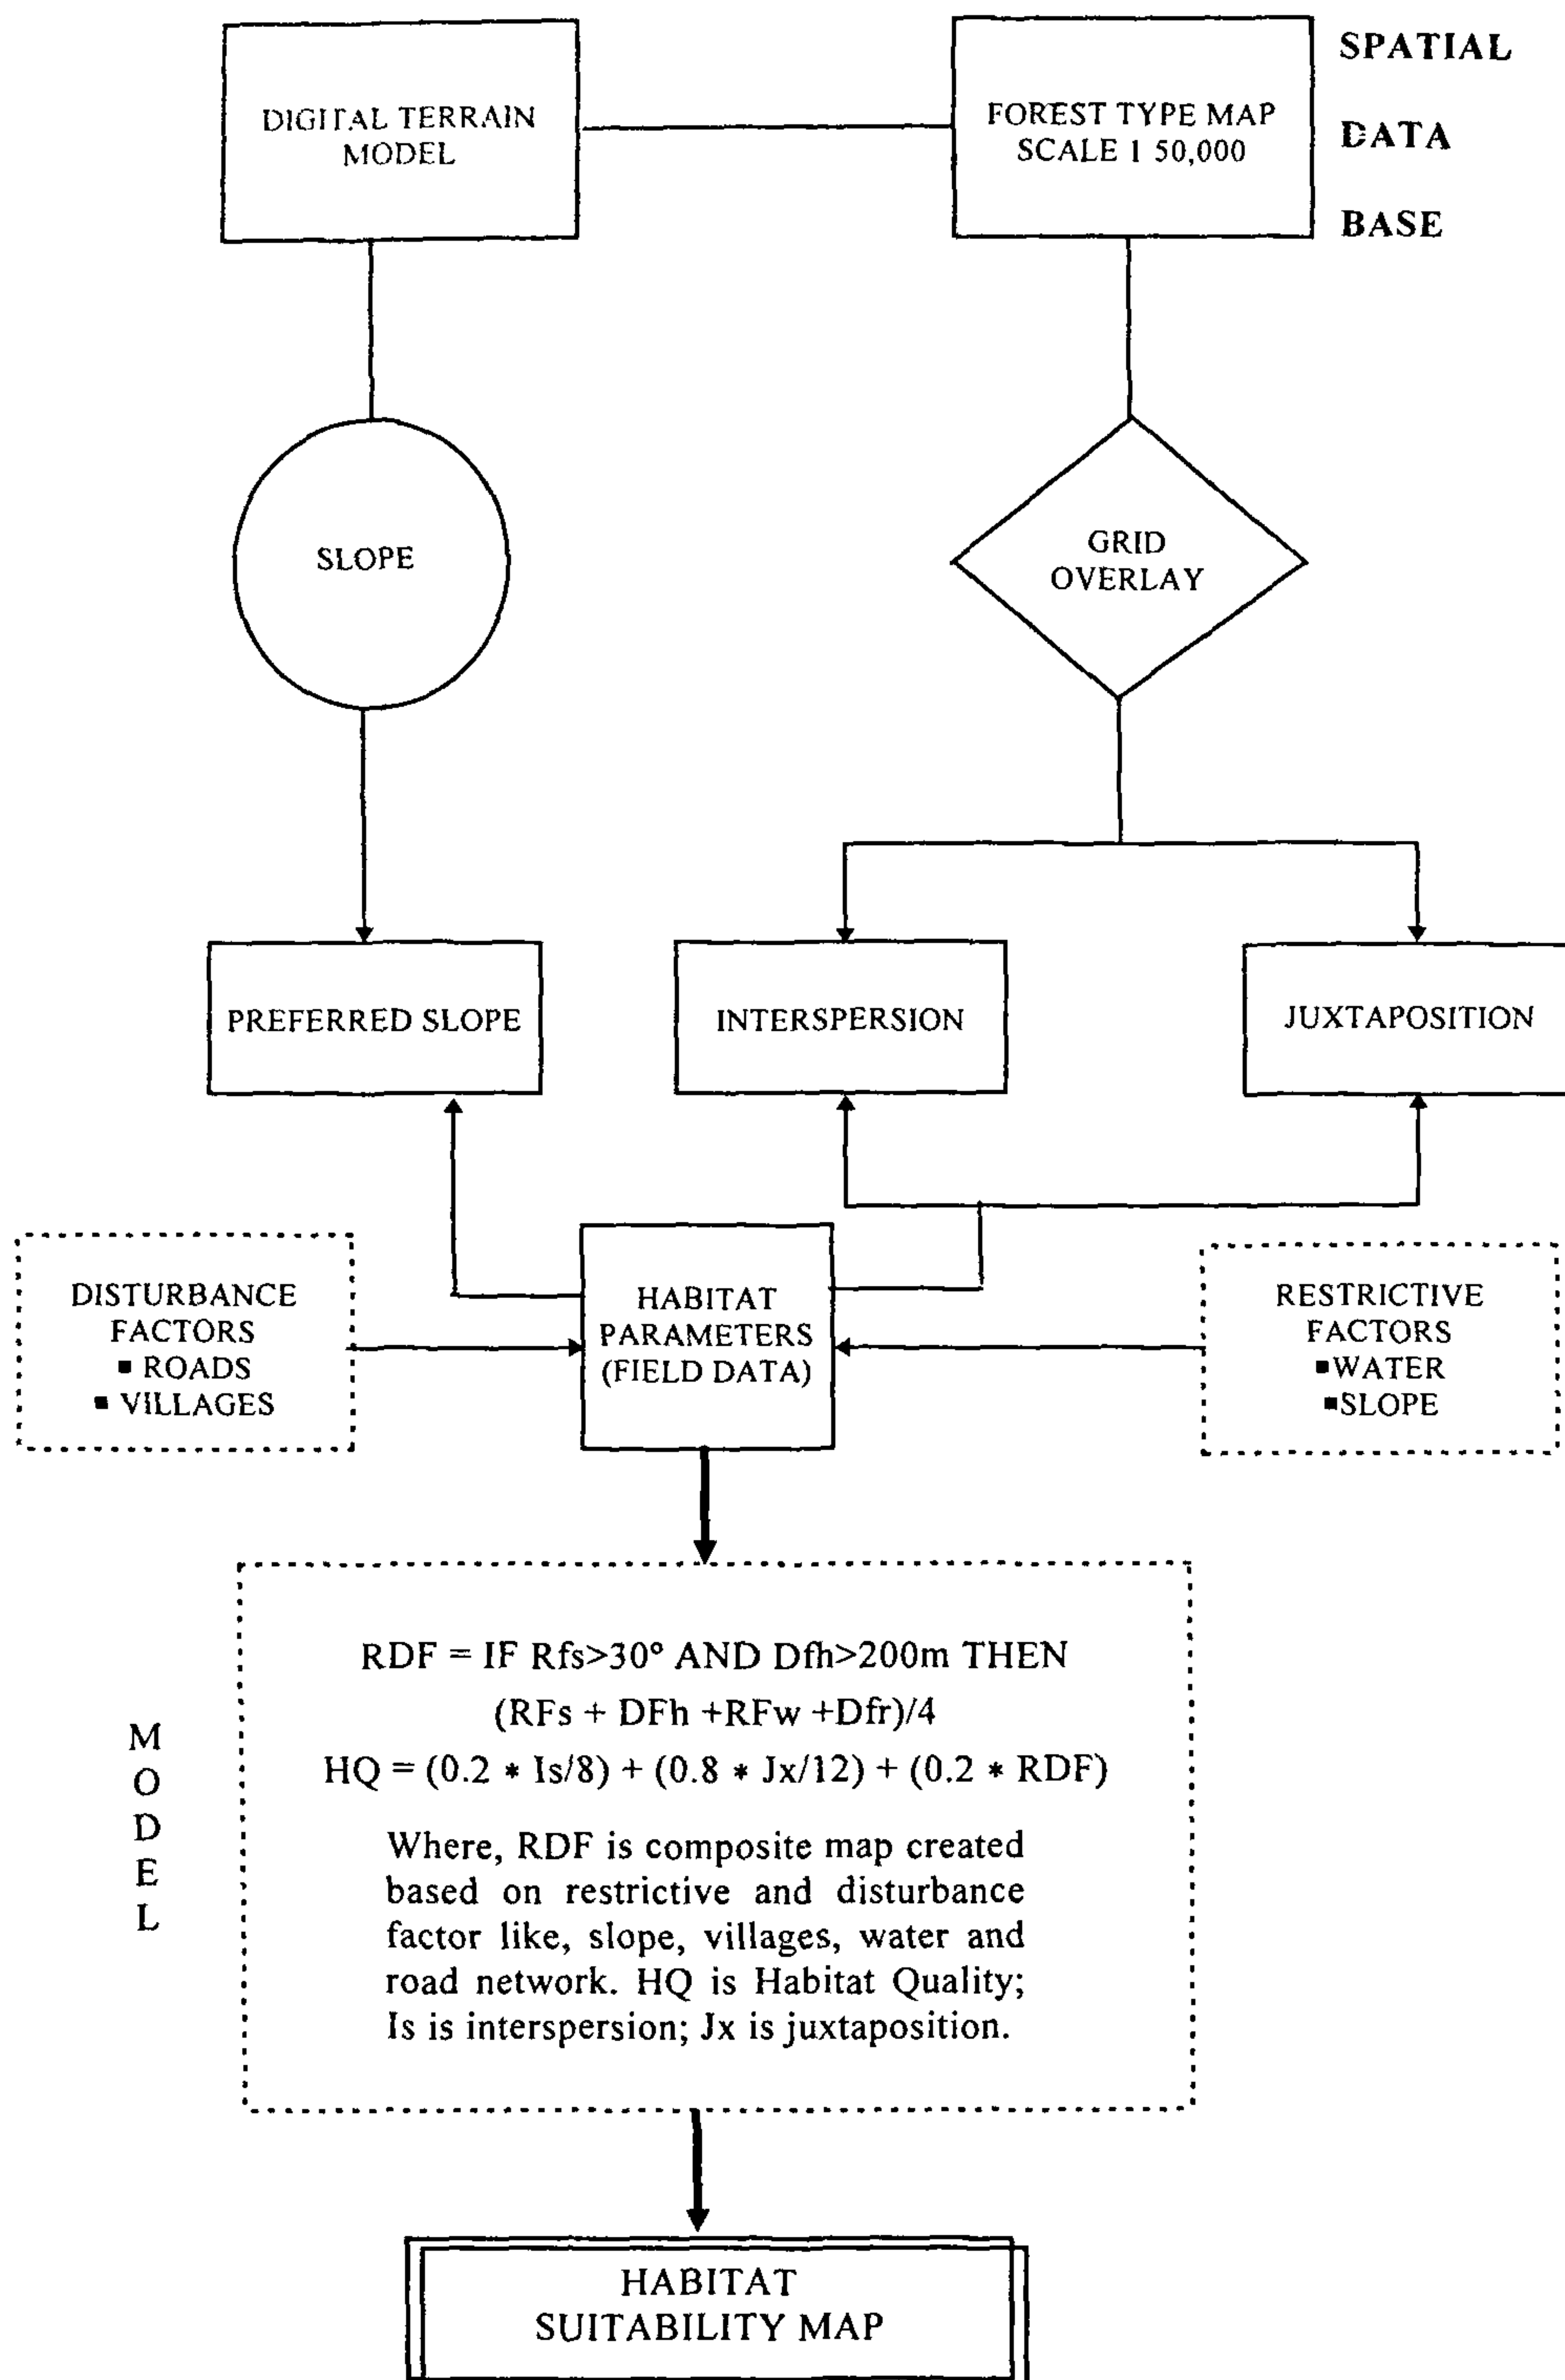 DIGITAL TERRAIN
MODEL
FOREST TYPE MAP
SCALE 1 50,000
SPATIAL
DATA
BASE
SLOPE
GRID
OVERLAY
PREFERRED SLOPE
INTERSPERSION
JUXTAPOSITION
DISTURBANCE
FACTORS
▪ ROADS
▪ VILLAGES
HABITAT
PARAMETERS
(FIELD DATA)
RESTRICTIVE
FACTORS
▪WATER
▪SLOPE
M
O
D
E
L
RDF = IF Rfs>30° AND Dfh>200m THEN
(RFs + DFh +RFw +Dfr)/4
HQ = (0.2 * Is/8) + (0.8 * Jx/12) + (0.2 * RDF)
Where, RDF is composite map created
based on restrictive and disturbance
factor like, slope, villages, water and
road network. HQ is Habitat Quality;
Is is interspersion; Jx is juxtaposition.
HABITAT
SUITABILITY MAP